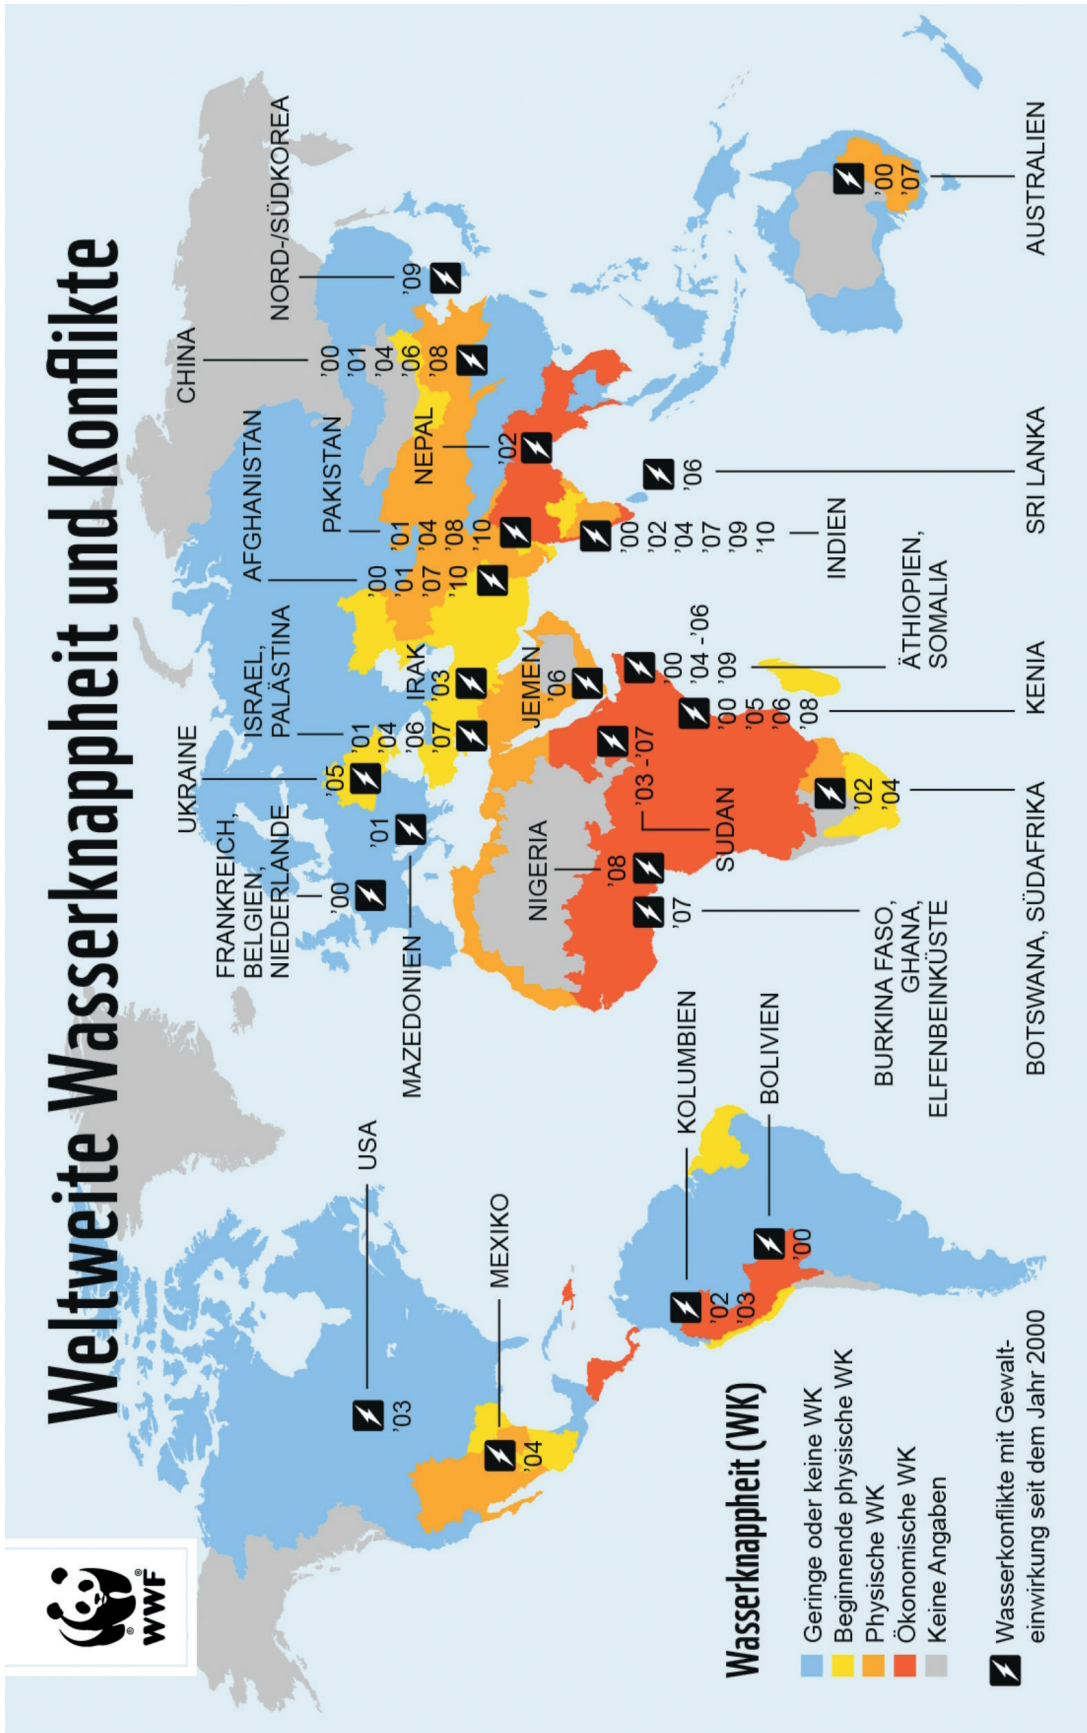 Weltweite Wasserknappheit und Konflikte
®
©
WWF
®
USA
'03
MEXIKO
'04
KOLUMBIEN
'02
'03
BOLIVIEN
'00
FRANKREICH,
BELGIEN,
NIEDERLANDE
'00
MAZEDONIEN
'01
UKRAINE
'05
ISRAEL,
PALÄSTINA
'01
'04
'06
'07
IRAK
'03
AFGHANISTAN
'00
'01
'07
'10
PAKISTAN
'01
'04
'08
'10
NEPAL
'02
CHINA
'00
'01
'04
'06
'08
NORD-/SÜDKOREA
'09
JEMEN
'06
NIGERIA
'08
'03 - '07
SUDAN
'07
BURKINA FASO,
GHANA,
ELFENBEINKÜSTE
'02
'04
BOTSWANA, SÜDAFRIKA
'00
'05
'06
'08
KENIA
'00
'04 -'06
'09
ÄTHIOPIEN,
SOMALIA
'00
'02
'04
'07
'09
'10
INDIEN
'06
SRI LANKA
'00
'07
AUSTRALIEN
Wasserknappheit (WK)
Geringe oder keine WK
Beginnende physische WK
Physische WK
Ökonomische WK
Keine Angaben
Wasserkonflikte mit Gewalt-
einwirkung seit dem Jahr 2000